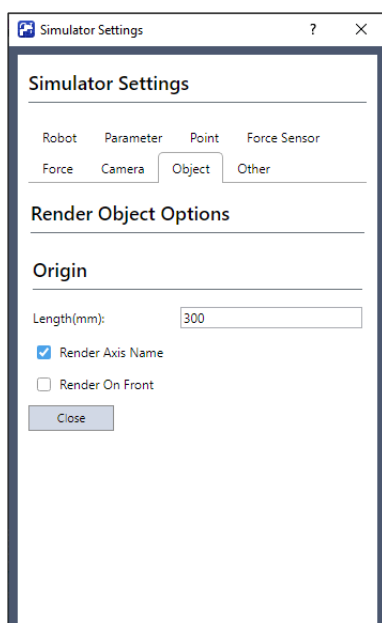 Simulator Settings ?
Simulator Settings
Robot Parameter Point Force Sensor
Force Camera Object Other
Render Object Options
Origin
Length(mm): 300
Render Axis Name
Render On Front
Close